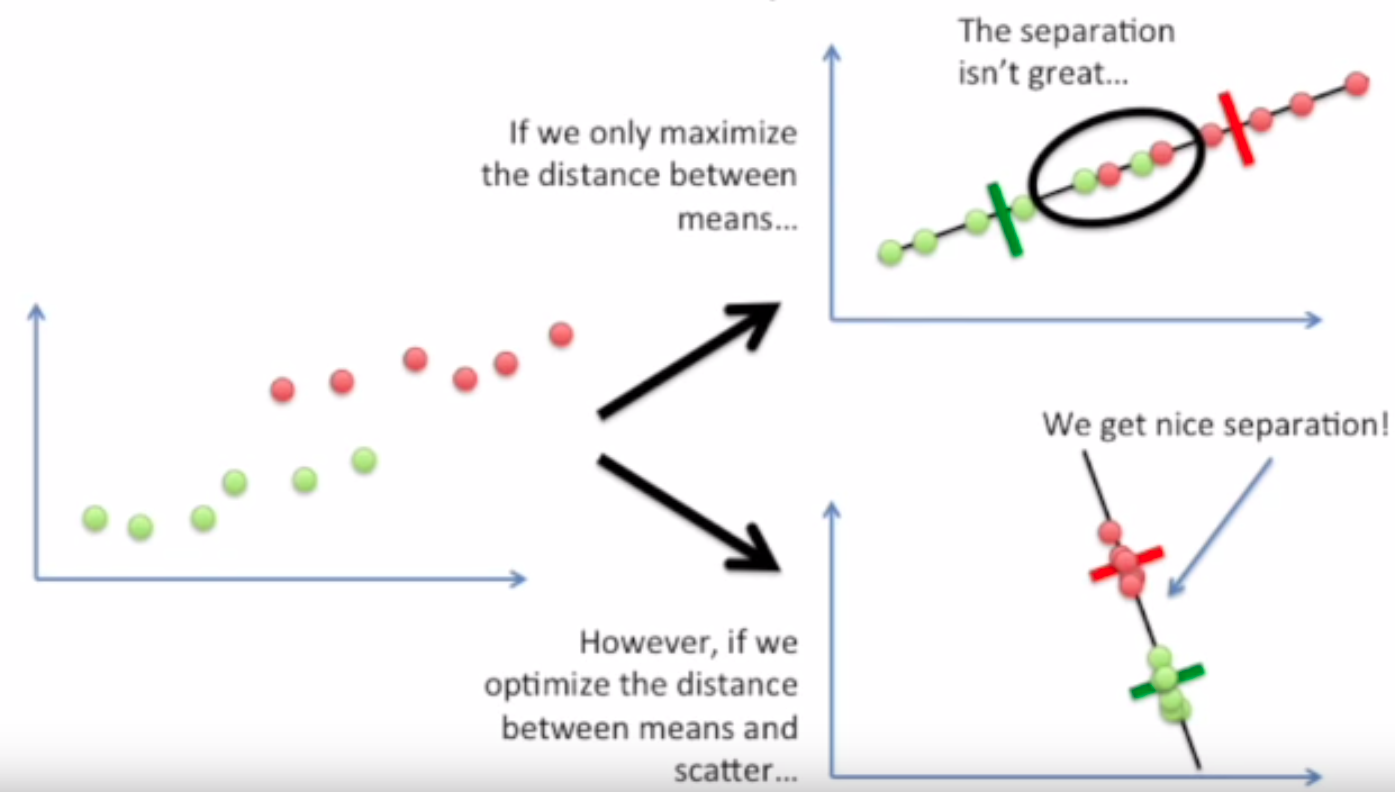 The separation
isn't great...
If we only maximize
the distance between
means...
We get nice separation!
However, if we
optimize the distance
between means and
scatter...